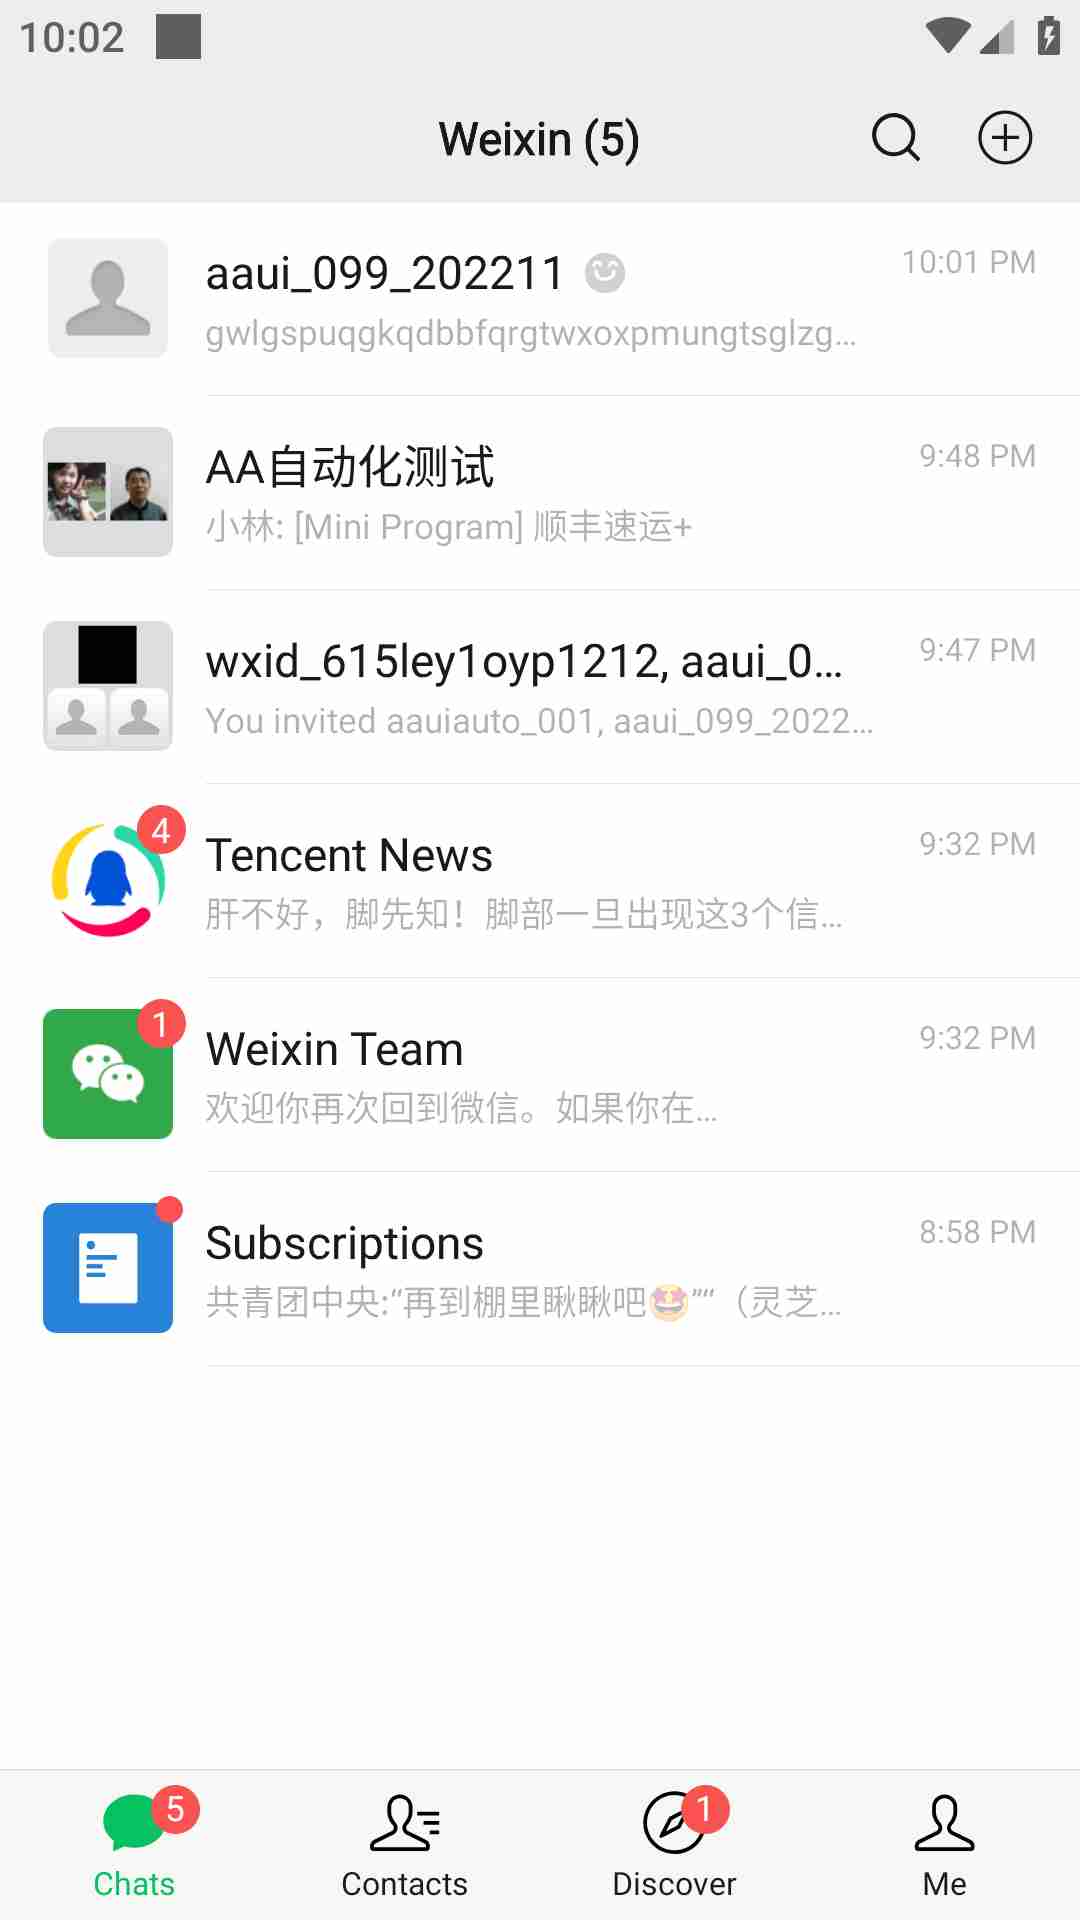 10:02
Weixin (5)
aaui_099_202211
10:01 PM
gwlgspuqgkqdbbfqrgtwxoxpmungtsglzg...
AA自动化测试
9:48 PM
小林: [Mini Program] 顺丰速运+
wxid_615ley1oyp1212, aaui_0...
9:47 PM
You invited aauiauto_001, aaui_099_2022...
4
Tencent News
9:32 PM
肝不好，脚先知！脚部一旦出现这3个信...
1
Weixin Team
9:32 PM
欢迎你再次回到微信。如果你在...
Subscriptions
8:58 PM
共青团中央:“再到棚里瞅瞅吧🤩”“（灵芝...
5
1
Chats
Contacts
Discover
Me